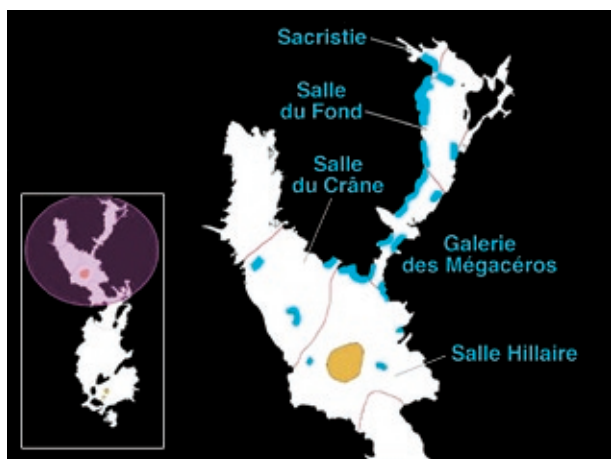 Sacristie
Salle
du Fond
Salle
du Crâne
Galerie
des Mégacéros
Salle Hillaire